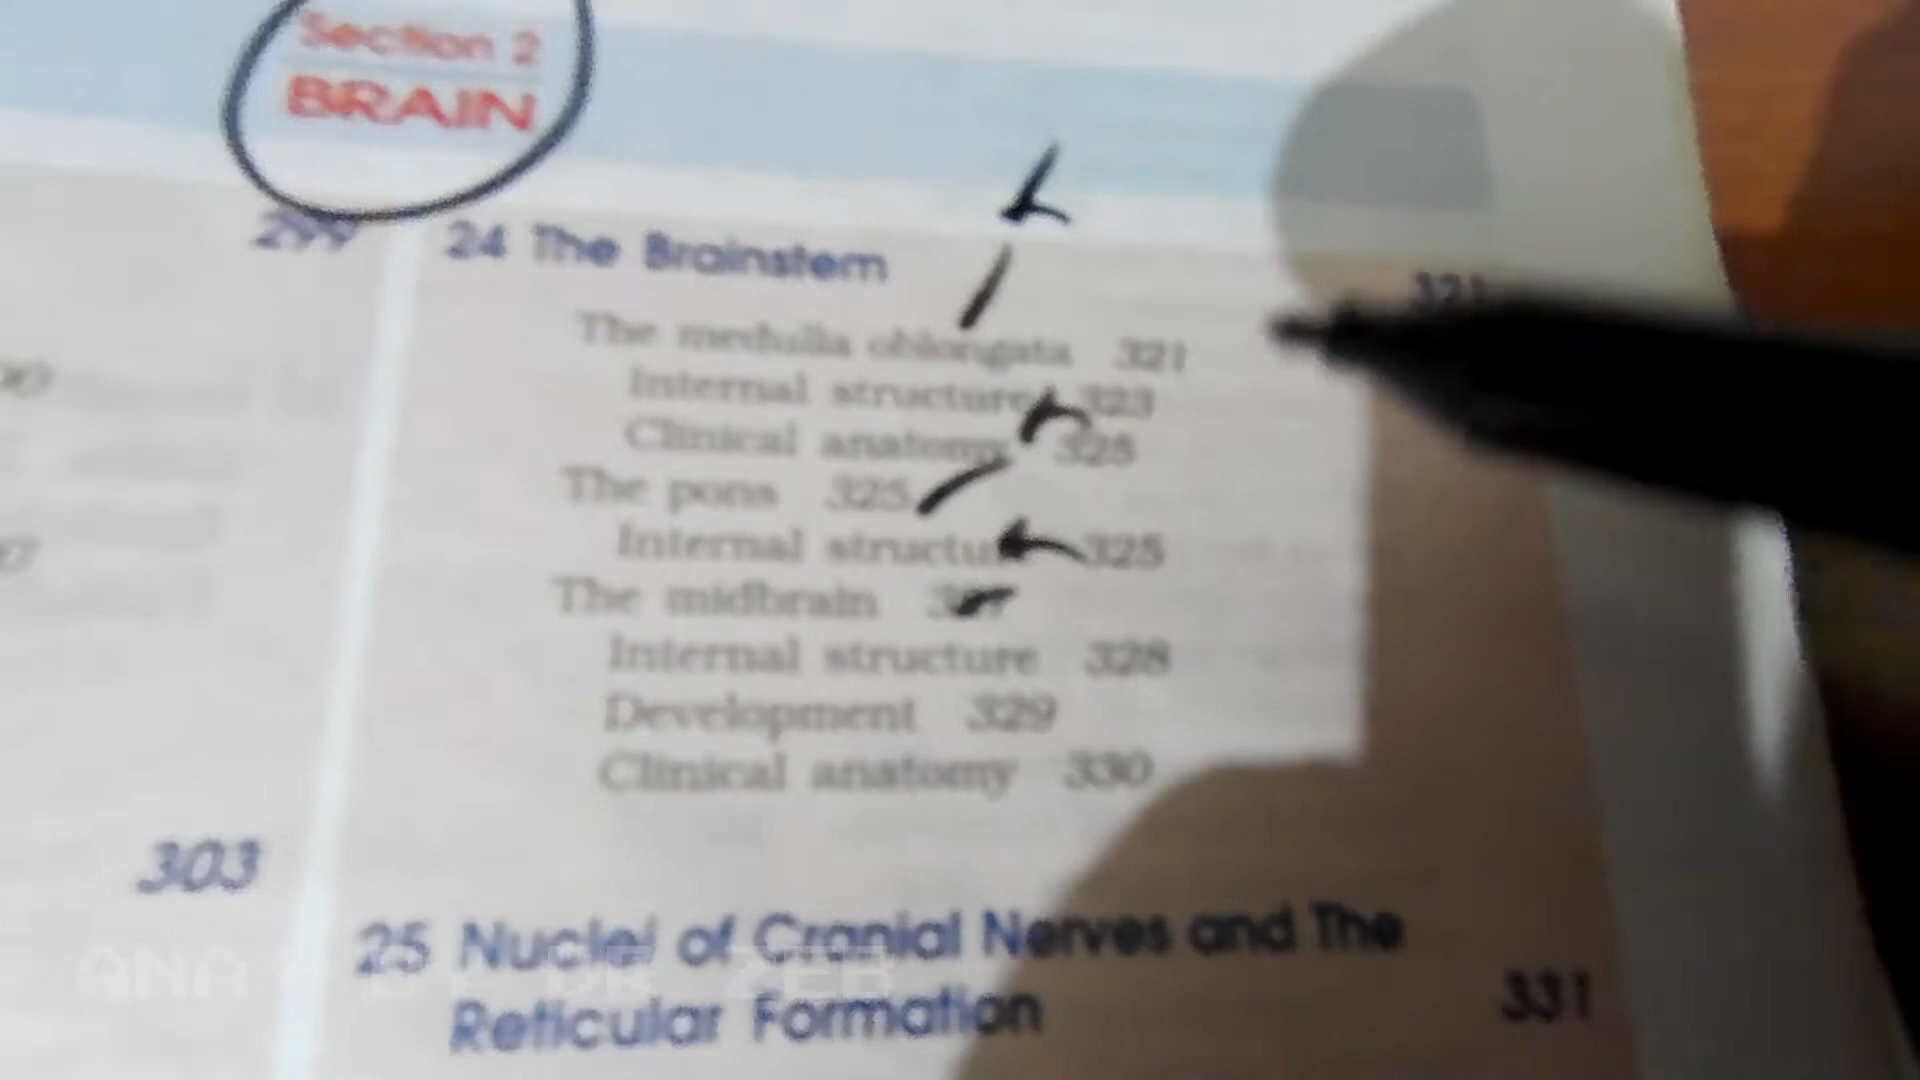 Section 2
BRAIN
299
24 The Brainstem 321
The medulla oblongata 321
Internal structure 323
Clinical anatomy 325
The pons 325
Internal structure 325
The midbrain
Internal structure 328
Development 329
Clinical anatomy 330
303
25 Nuclei of Cranial Nerves and The
Reticular Formation 331